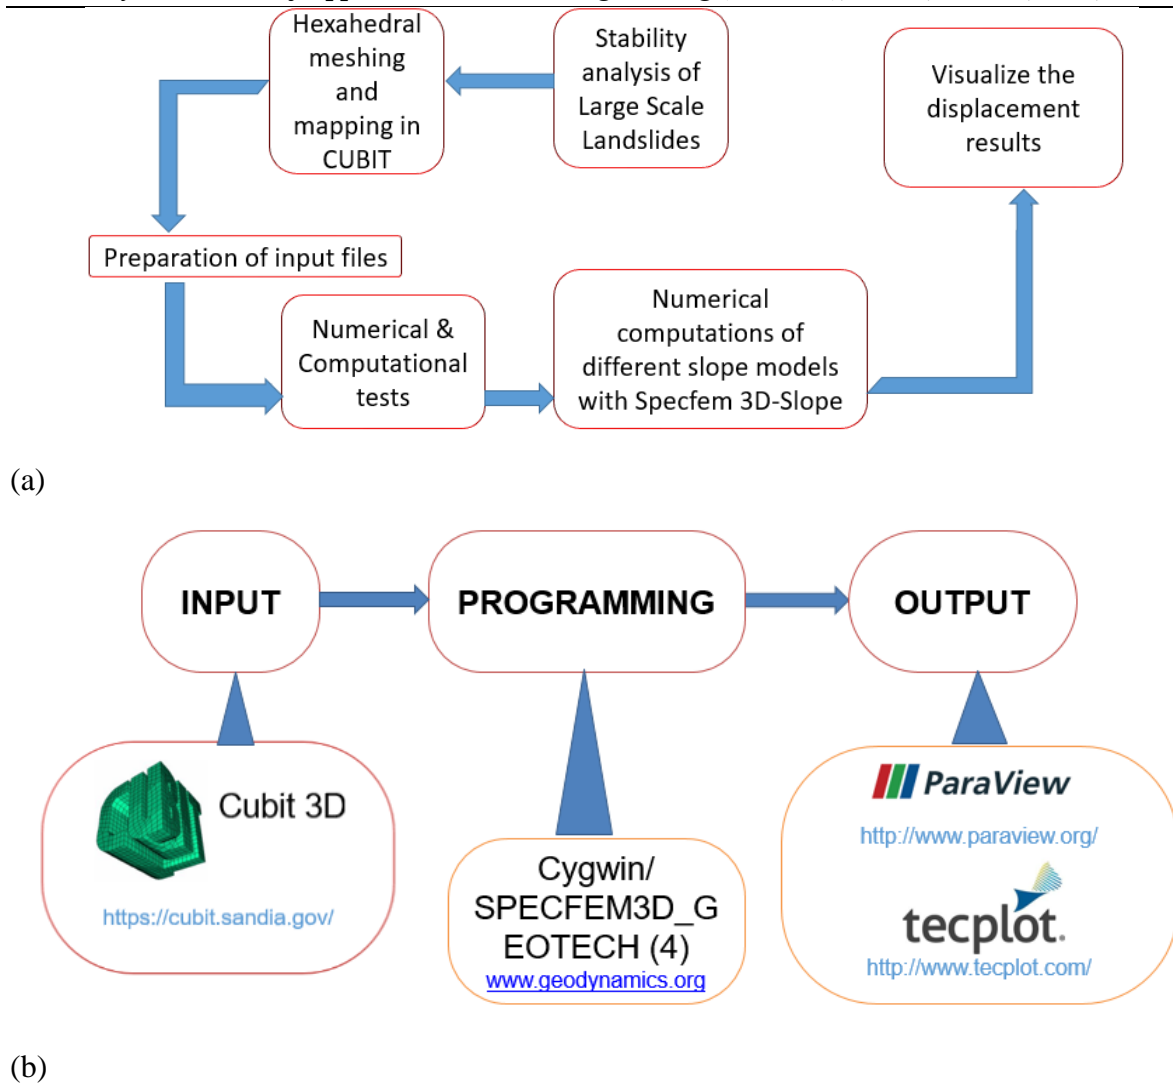 Hexahedral
meshing
and
mapping in
CUBIT
Stability
analysis of
Large Scale
Landslides
Visualize the
displacement
results
Preparation of input files
Numerical &
Computational
tests
Numerical
computations of
different slope models
with Specfem 3D-Slope
(a)
INPUT
PROGRAMMING
OUTPUT
Cubit 3D
https://cubit.sandia.gov/
Cygwin/
SPECFEM3D_G
EOTECH (4)
www.geodynamics.org
ParaView
http://www.paraview.org/
tecplot.
http://www.tecplot.com/
(b)